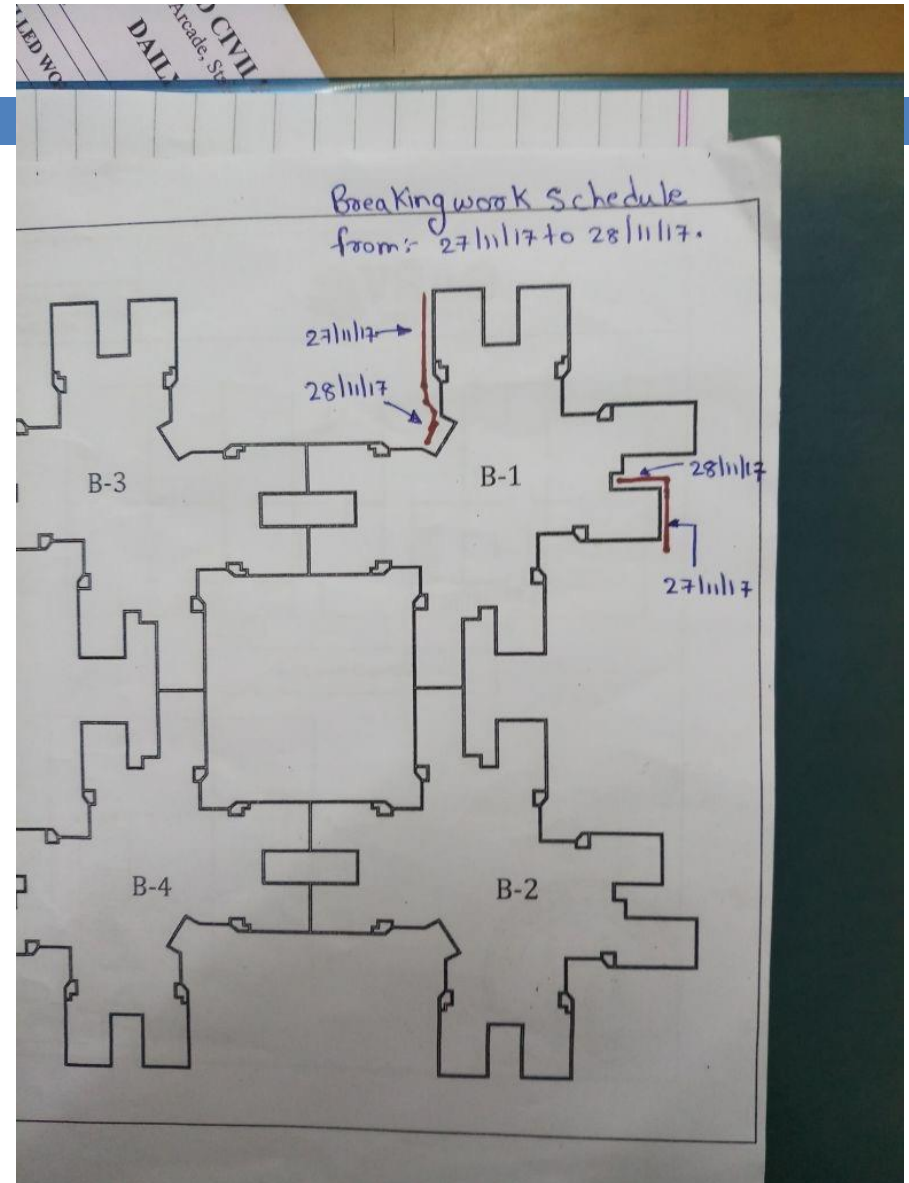 LLED WO
DAIL
Arcade, St
O CIVIL
Breaking work Schedule
from:- 27/11/17 to 28/11/17.
27/11/17
28/11/17
B-3
B-1
28/11/17
27/11/17
B-4
B-2